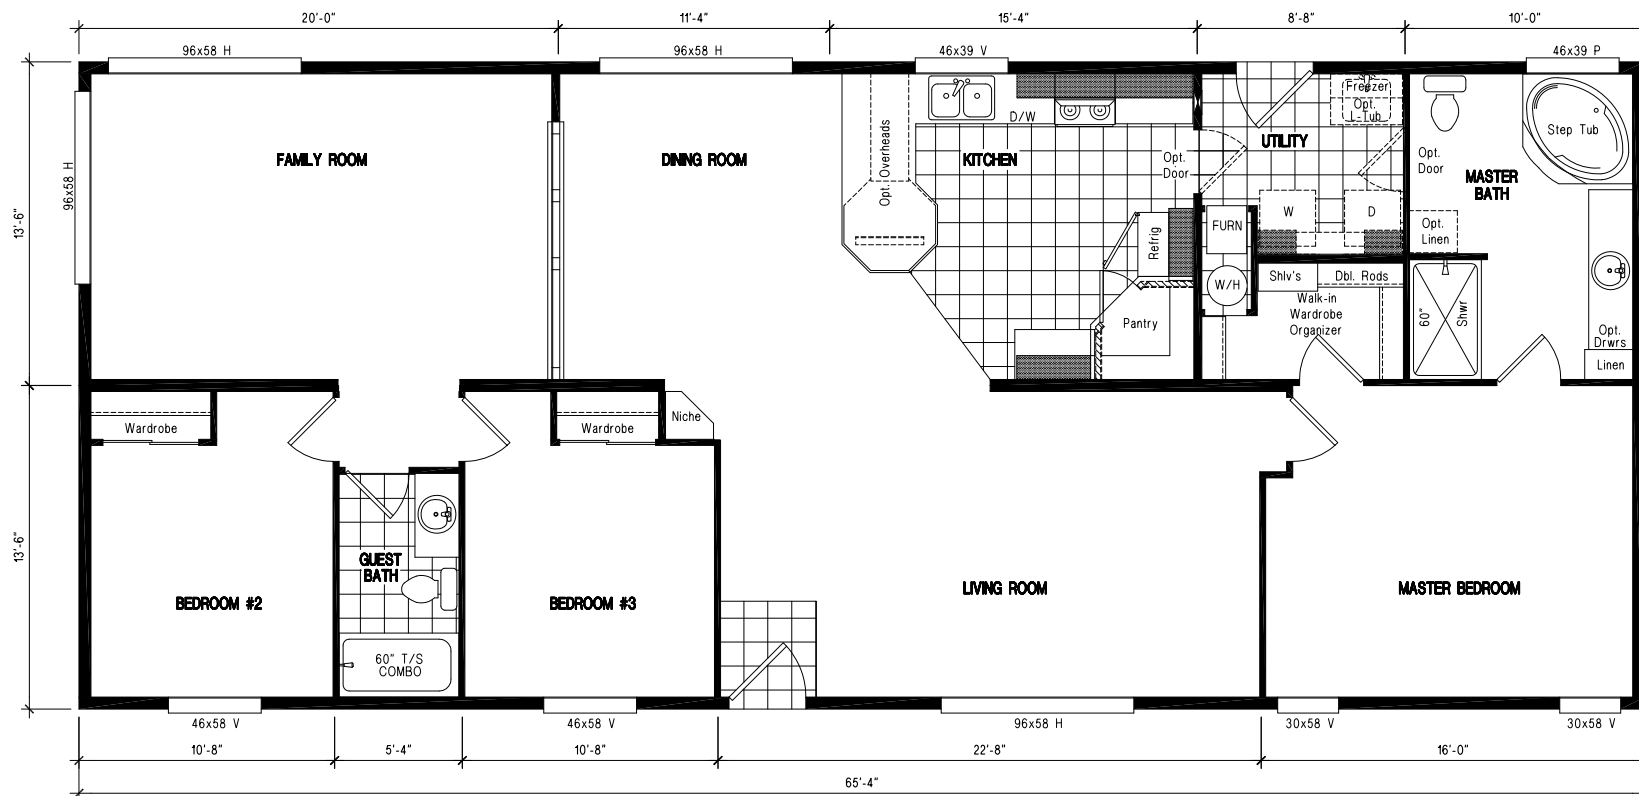 20'-0"
11'-4"
15'-4"
8'-8"
10'-0"
96x58 H
96x58 H
46x39 V
46x39 P
FAMILY ROOM
DINING ROOM
Opt. Overheads
D/W
KITCHEN
Opt.
Door
UTILITY
Freezer
Opt.
L-Tub
Opt.
Door
Step Tub
MASTER
BATH
96x58 H
13'-6"
W
D
FURN
Refrig
Opt.
Linen
Shlv's
Dbl. Rods
W/H
Walk-in
Wardrobe
Organizer
Pantry
60"
Shwr
Opt.
Drwrs
Linen
Wardrobe
Wardrobe
Niche
13'-6"
GUEST
BATH
BEDROOM #2
BEDROOM #3
LIVING ROOM
MASTER BEDROOM
60" T/S
COMBO
46x58 V
46x58 V
96x58 H
30x58 V
30x58 V
10'-8"
5'-4"
10'-8"
22'-8"
16'-0"
65'-4"